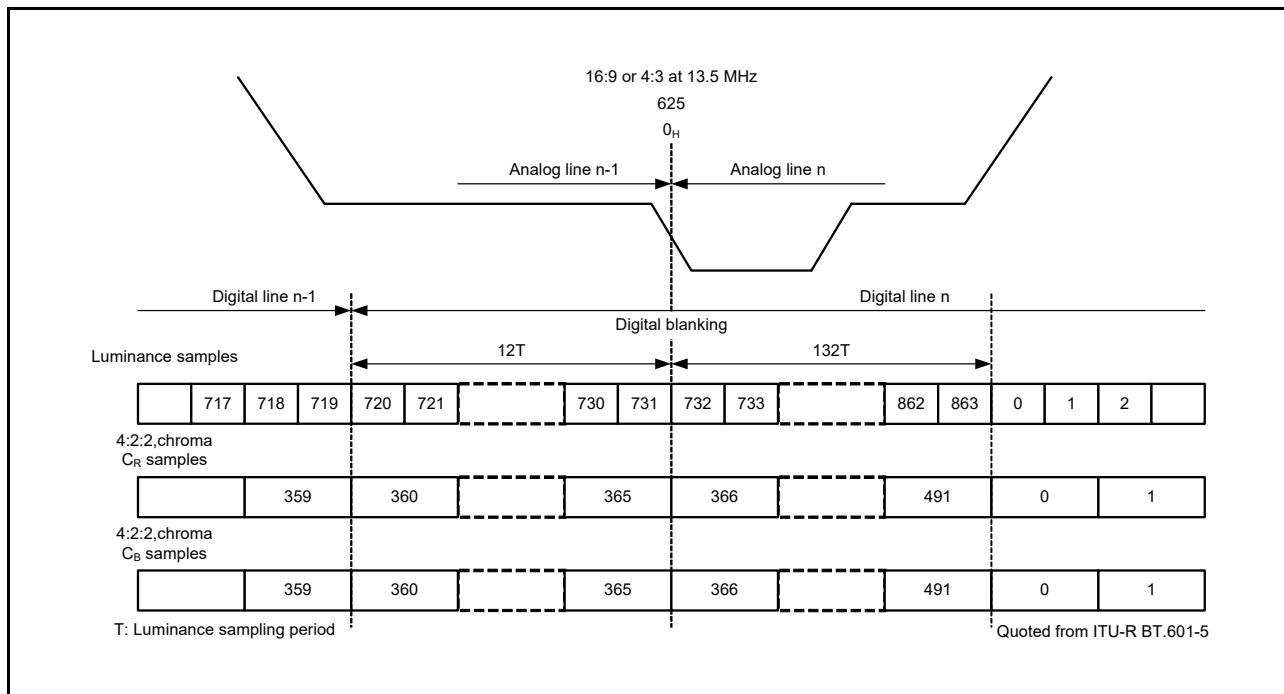 16:9 or 4:3 at 13.5 MHz
625
0H
Analog line n-1 Analog line n
Digital line n-1 Digital line n
Digital blanking
Luminance samples 12T 132T
717 718 719 720 721 730 731 732 733 862 863 0 1 2
4:2:2,chroma
CR samples
359 360 365 366 491 0 1
4:2:2,chroma
CB samples
359 360 365 366 491 0 1
T: Luminance sampling period Quoted from ITU-R BT.601-5